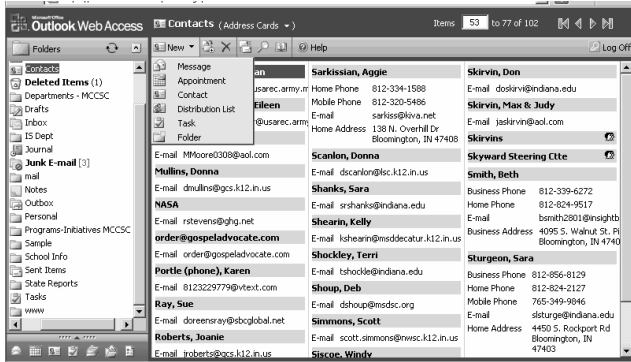 Microsoft Office
Outlook Web Access
Contacts (Address Cards ▾)
Items 53 to 77 of 102
Folders
New
Help
Log Off
Contacts
Deleted Items (1)
Departments - MCCSC
Drafts
Inbox
IS Dept
Journal
Junk E-mail [3]
mail
Notes
Outbox
Personal
Programs-Initiatives MCCSC
Sample
School Info
Sent Items
State Reports
Tasks
www
Message
Appointment
Contact
Distribution List
Task
Folder
an
usarec.army.m
Eileen
r@usarec.army
E-mail MMoore0308@aol.com
Mullins, Donna
E-mail dmullins@gcs.k12.in.us
NASA
E-mail rstevens@ghg.net
order@gospeladvocate.com
E-mail order@gospeladvocate.com
Portle (phone), Karen
E-mail 8123229779@vtext.com
Ray, Sue
E-mail doreensray@sbcglobal.net
Roberts, Joanie
E-mail jroberts@gcs.k12.in.us
Sarkissian, Aggie
Home Phone 812-334-1588
Mobile Phone 812-320-5486
E-mail sarkiss@kiva.net
Home Address 138 N. Overhill Dr
Bloomington, IN 47408
Scanlon, Donna
E-mail dscanlon@lsc.k12.in.us
Shanks, Sara
E-mail srshanks@indiana.edu
Shearin, Kelly
E-mail kshearin@msddecatur.k12.in.us
Shockley, Terri
E-mail tshockle@indiana.edu
Shoup, Deb
E-mail dshoup@msdsc.org
Simmons, Scott
E-mail scott.simmons@nwsc.k12.in.us
Siscoe, Windy
Skirvin, Don
E-mail doskirvi@indiana.edu
Skirvin, Max & Judy
E-mail jaskirvin@aol.com
Skirvins
Skyward Steering Ctte
Smith, Beth
Business Phone 812-339-6272
Home Phone 812-824-9517
E-mail bsmith2801@insightb
Business Address 4095 S. Walnut St. Pi
Bloomington, IN 4740
Sturgeon, Sara
Business Phone 812-856-8129
Home Phone 812-824-2127
Mobile Phone 765-349-9846
E-mail slsturge@indiana.edu
Home Address 4450 S. Rockport Rd
Bloomington, IN
47403